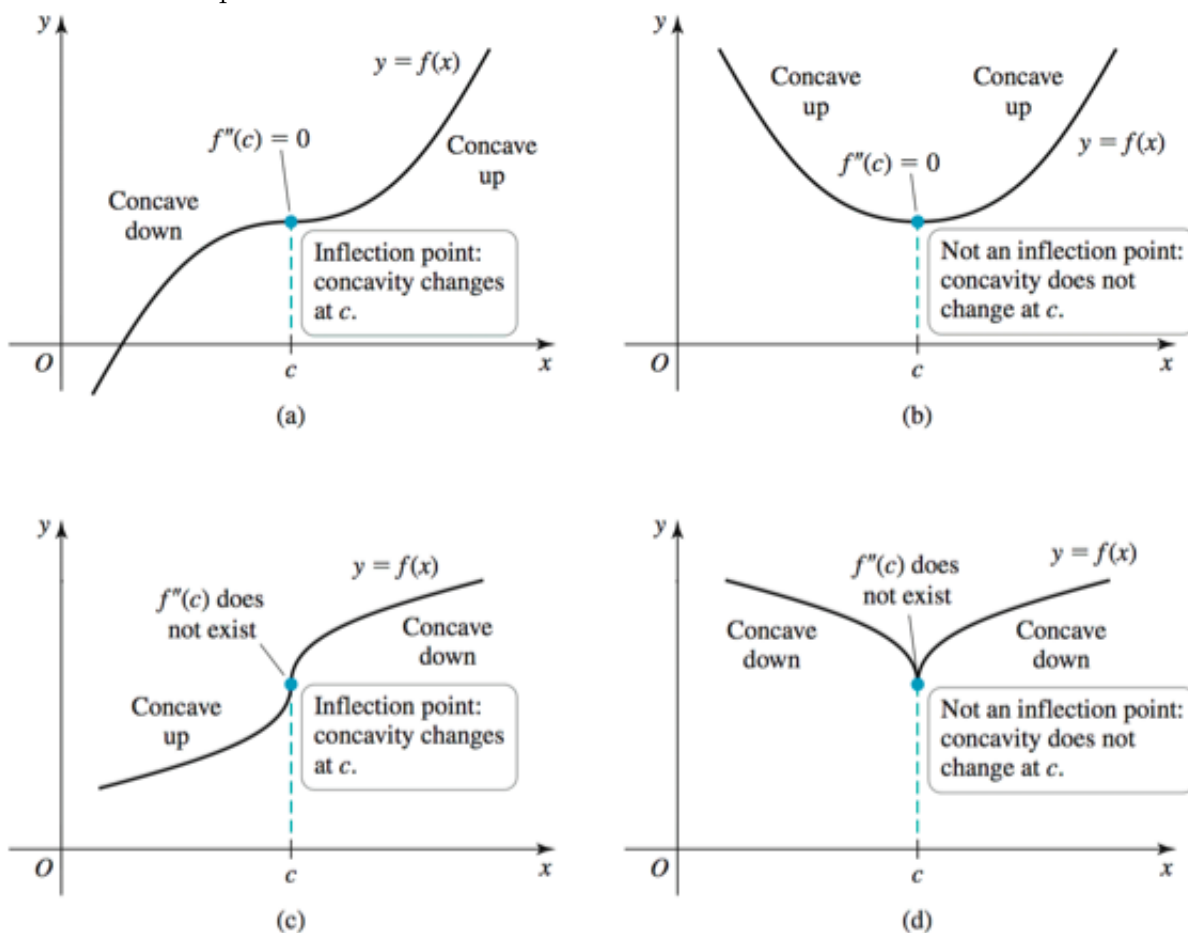 y
y = f(x)
f″(c) = 0
Concave
up
Concave
down
Inflection point:
concavity changes
at c.
O
c
x
(a)
y
Concave
up
Concave
up
y = f(x)
f″(c) = 0
Not an inflection point:
concavity does not
change at c.
O
c
x
(b)
y
y = f(x)
f″(c) does
not exist
Concave
down
Concave
up
Inflection point:
concavity changes
at c.
O
c
x
(c)
y
y = f(x)
f″(c) does
not exist
Concave
down
Concave
down
Not an inflection point:
concavity does not
change at c.
O
c
x
(d)